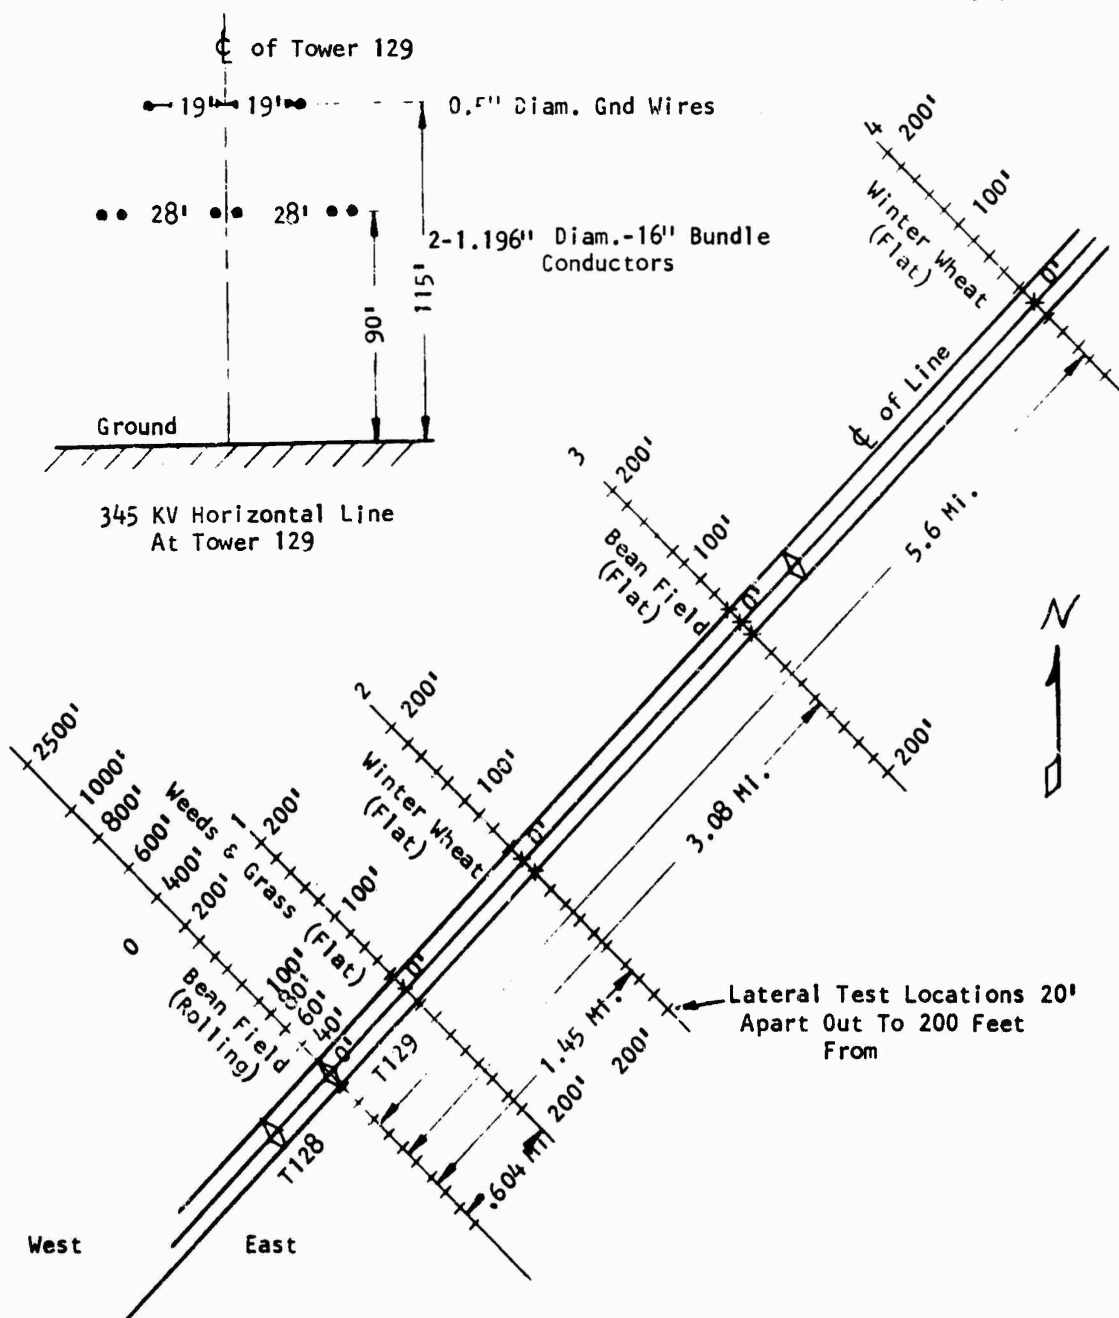 ℄ of Tower 129
19' 19'
0.5" Diam. Gnd Wires
28' 28'
2-1.196" Diam.-16" Bundle
Conductors
90'
115'
Ground
345 KV Horizontal Line
At Tower 129
4
200'
100'
0'
Winter Wheat
(Flat)
℄ of Line
5.6 Mi.
3
200'
100'
0'
Bean Field
(Flat)
200'
N
3.08 Mi.
2
200'
100'
0'
Winter Wheat
(Flat)
Lateral Test Locations 20'
Apart Out To 200 Feet
From
200'
1.45 Mi.
1
200'
100'
0'
Weeds & Grass (Flat)
200'
.604 Mi
0
2500'
1000'
800'
600'
400'
200'
100'
80'
60'
40'
0'
Bean Field
(Rolling)
T129
T128
West
East